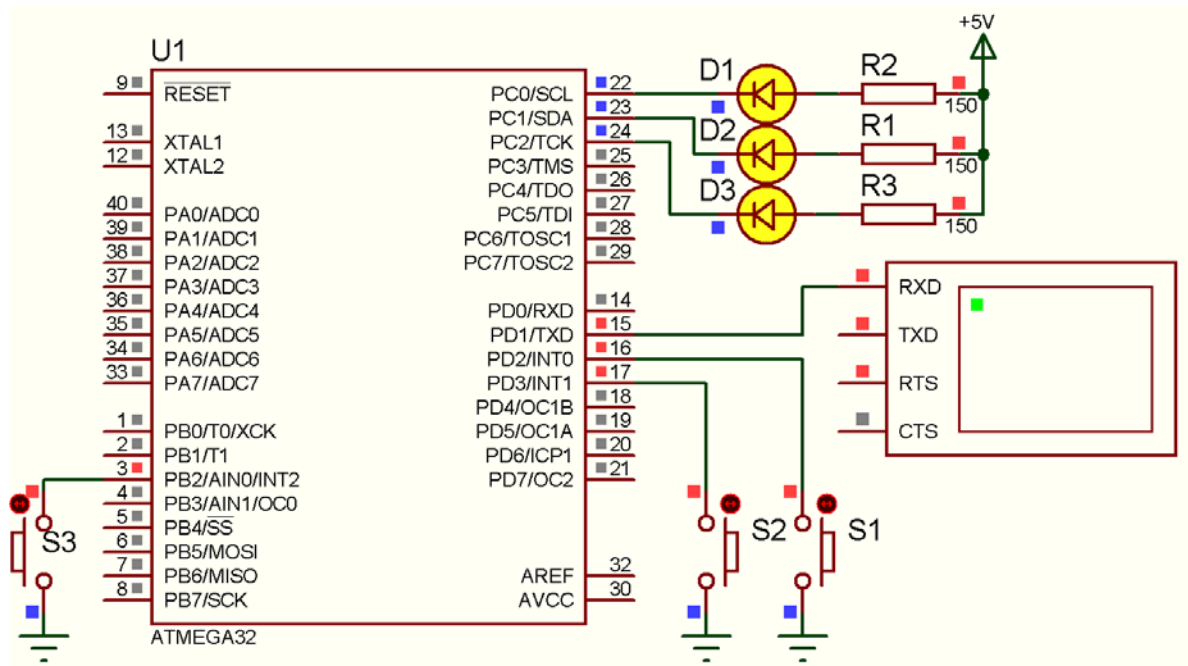 +5V
U1
D1
R2
150
D2
R1
150
D3
R3
150
9 RESET
13 XTAL1
12 XTAL2
40 PA0/ADC0
39 PA1/ADC1
38 PA2/ADC2
37 PA3/ADC3
36 PA4/ADC4
35 PA5/ADC5
34 PA6/ADC6
33 PA7/ADC7
1 PB0/T0/XCK
2 PB1/T1
3 PB2/AIN0/INT2
4 PB3/AIN1/OC0
5 PB4/SS
6 PB5/MOSI
7 PB6/MISO
8 PB7/SCK
PC0/SCL 22
PC1/SDA 23
PC2/TCK 24
PC3/TMS 25
PC4/TDO 26
PC5/TDI 27
PC6/TOSC1 28
PC7/TOSC2 29
PD0/RXD 14
PD1/TXD 15
PD2/INT0 16
PD3/INT1 17
PD4/OC1B 18
PD5/OC1A 19
PD6/ICP1 20
PD7/OC2 21
AREF 32
AVCC 30
ATMEGA32
RXD
TXD
RTS
CTS
S3
S2
S1